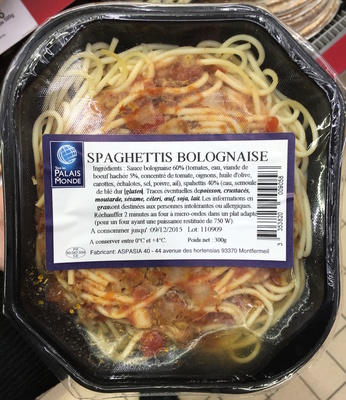 Tour des
PALAIS
MONDE
SPAGHETTIS BOLOGNAISE
Ingrédients : Sauce bolognaise 60% (tomates, eau, viande de
boeuf hachée 5%, concentré de tomate, oignons, huile d'olive,
carottes, échalotes, sel, poivre, ail), spaghettis 40% (eau, semoule
de blé dur [gluten]. Traces éventuelles de poisson, crustacés,
moutarde, sésame, céleri, œuf, soja, lait. Les informations en
gras sont destinées aux personnes intolérantes ou allergiques.
Réchauffer 2 minutes au four à micro-ondes dans un plat adapté
(pour un four ayant une puissance restituée de 750 W)
A consommer jusqu' :09/12/2015 Lot :110909
A conserver entre 0°C et +4°C. Poids net : 300g
Fabricant: ASPASIA 40 - 44 avenue des hortensias 93370 Montfermeil